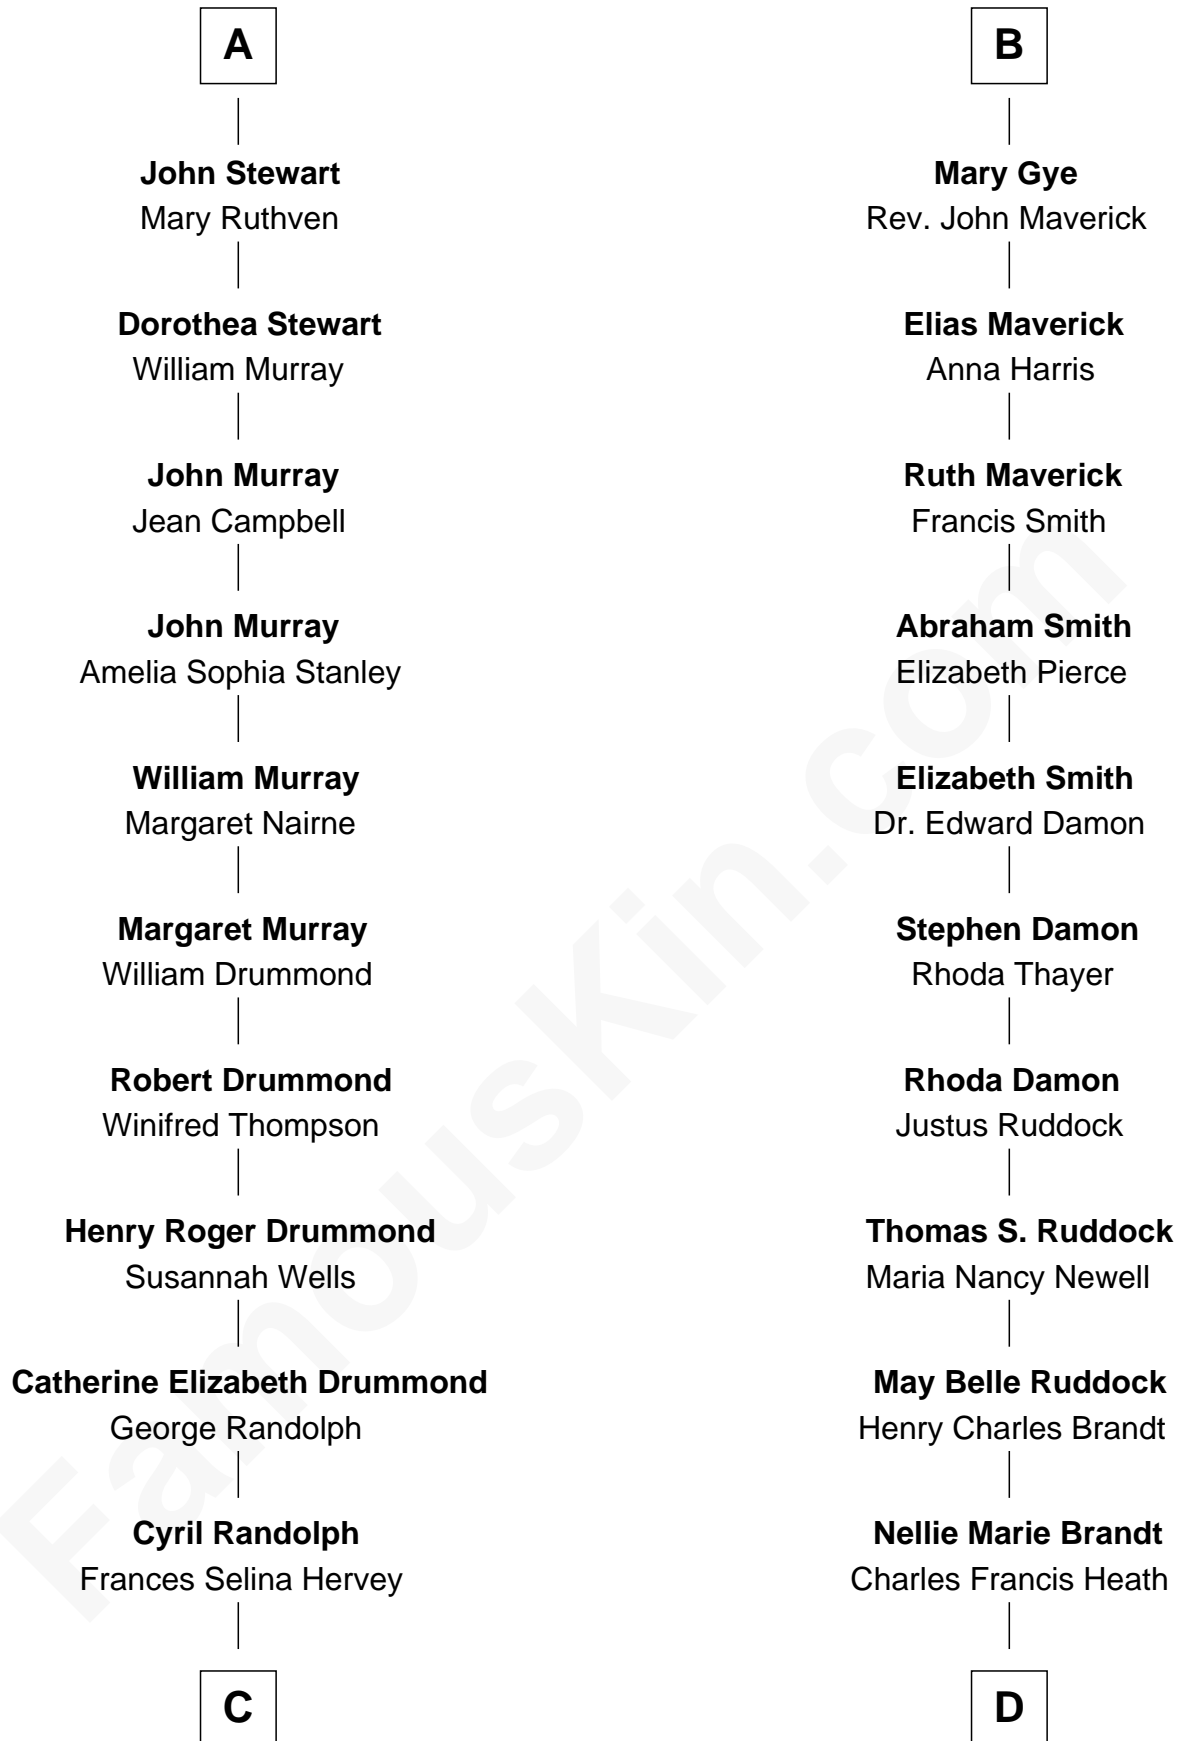 A
John Stewart
Mary Ruthven
Dorothea Stewart
William Murray
John Murray
Jean Campbell
John Murray
Amelia Sophia Stanley
William Murray
Margaret Nairne
Margaret Murray
William Drummond
Robert Drummond
Winifred Thompson
Henry Roger Drummond
Susannah Wells
Catherine Elizabeth Drummond
George Randolph
Cyril Randolph
Frances Selina Hervey
C
B
Mary Gye
Rev. John Maverick
Elias Maverick
Anna Harris
Ruth Maverick
Francis Smith
Abraham Smith
Elizabeth Pierce
Elizabeth Smith
Dr. Edward Damon
Stephen Damon
Rhoda Thayer
Rhoda Damon
Justus Ruddock
Thomas S. Ruddock
Maria Nancy Newell
May Belle Ruddock
Henry Charles Brandt
Nellie Marie Brandt
Charles Francis Heath
D
FamousKin.com